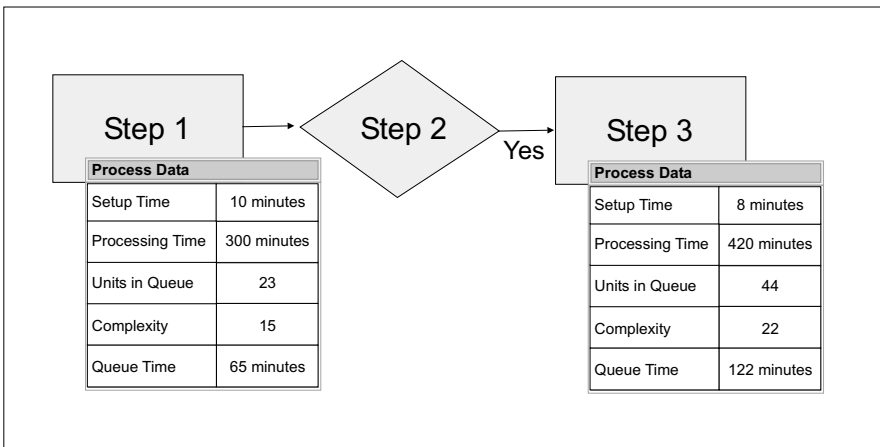 Step 1
Step 2
Yes
Step 3
Process Data
Setup Time 10 minutes
Processing Time 300 minutes
Units in Queue 23
Complexity 15
Queue Time 65 minutes
Process Data
Setup Time 8 minutes
Processing Time 420 minutes
Units in Queue 44
Complexity 22
Queue Time 122 minutes